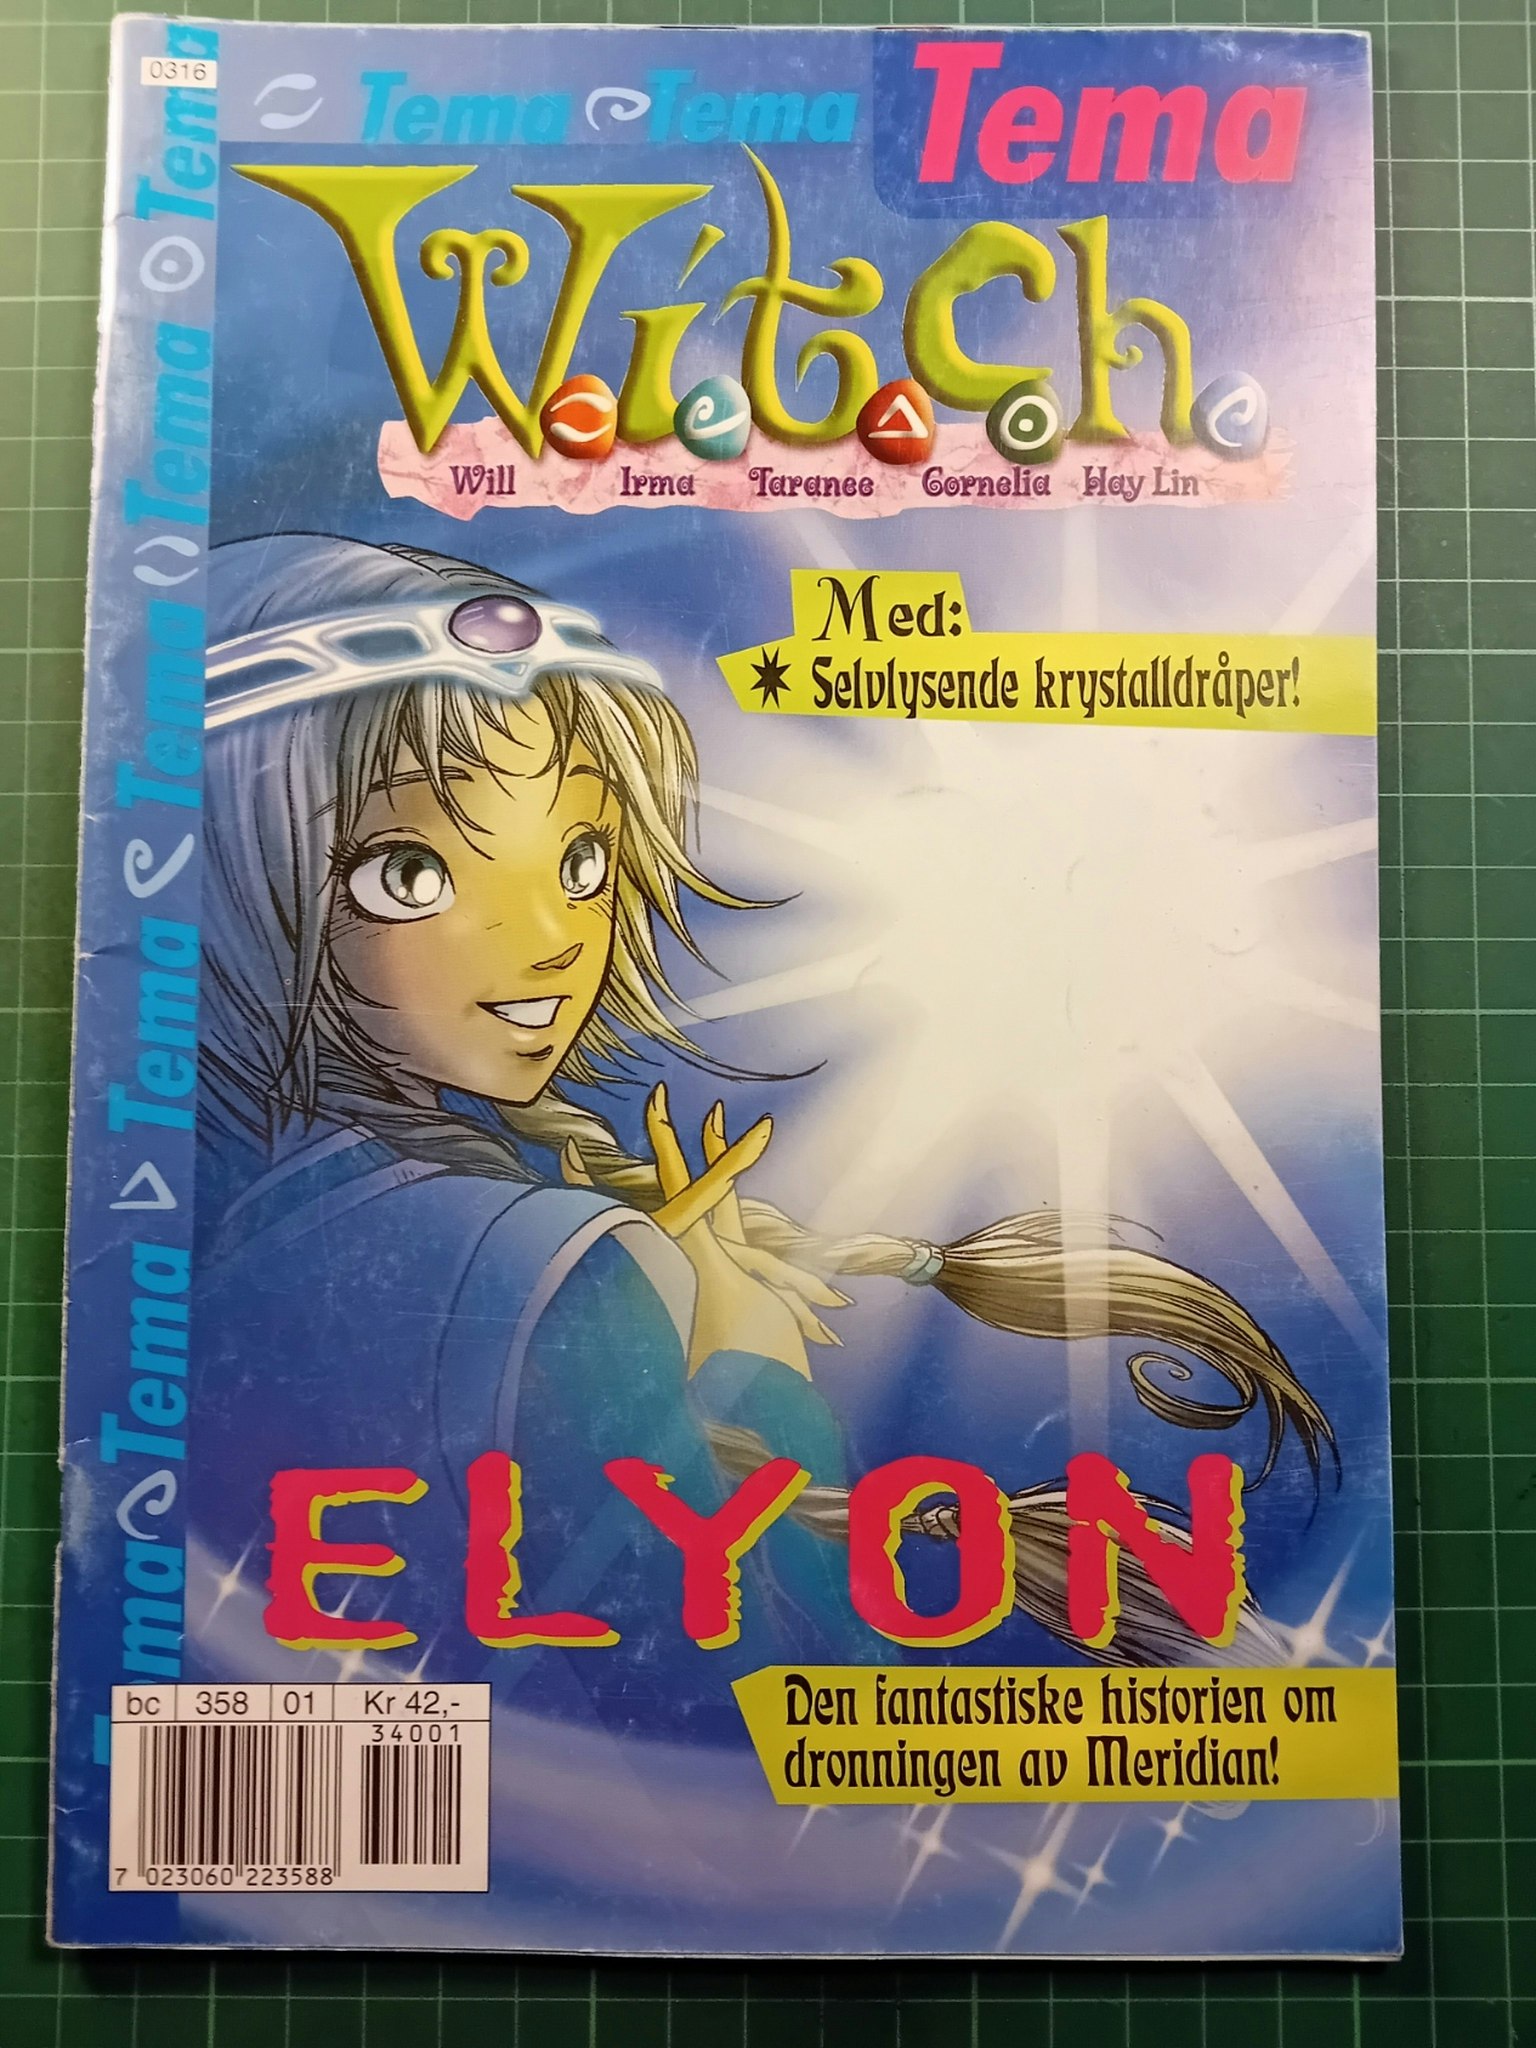 0316
Tema Tema Tema
Witch
Will Irma Taranee Cornelia Hay Lin
Med:
Selvlysende krystalldråper!
Tema
Tema
Tema
Tema
Tema
Tema
ELYON
Den fantastiske historien om
dronningen av Meridian!
bc 358 01 Kr 42,-
34001
7 023060 223588